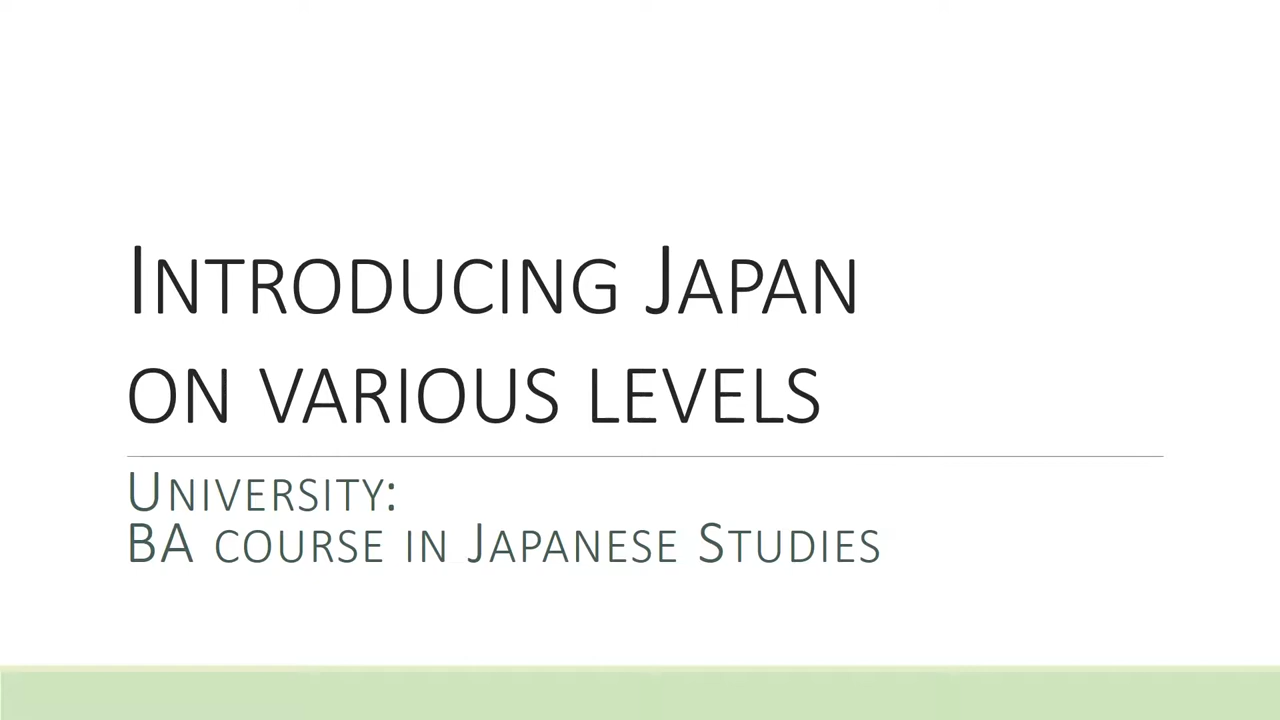 Introducing Japan
on various levels
University:
BA course in Japanese Studies